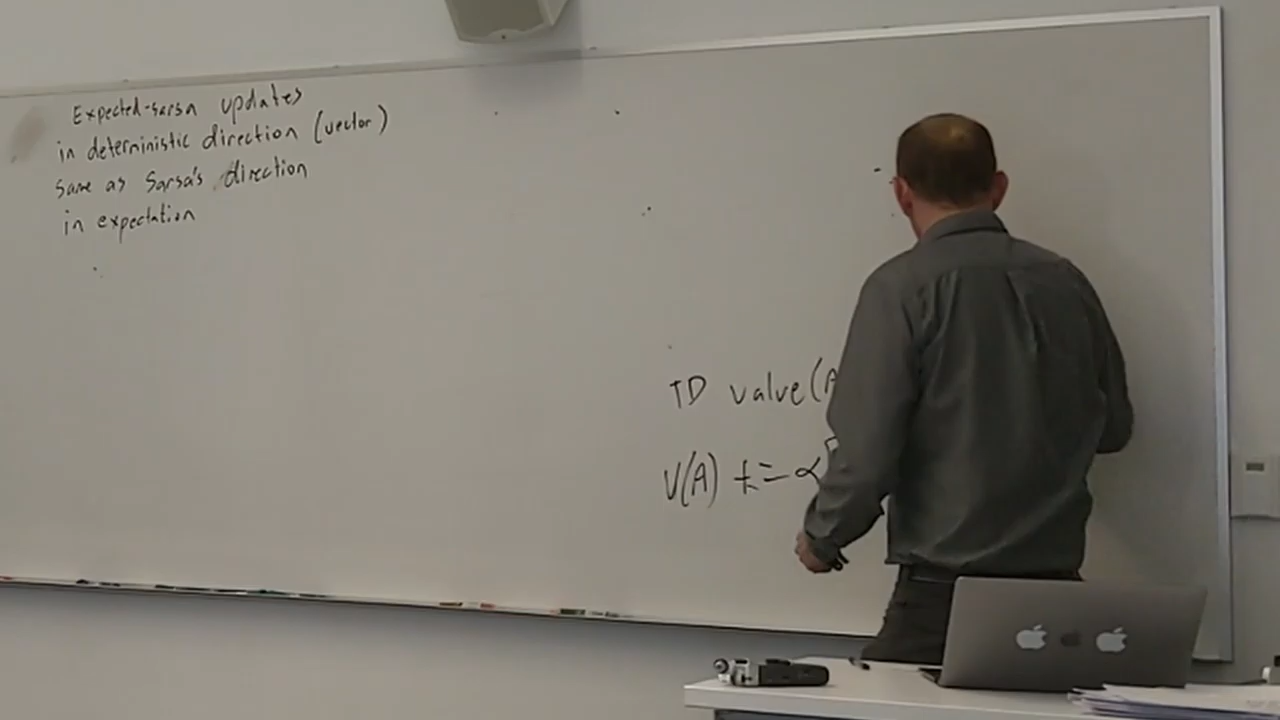 Expected-sarsa updates
in deterministic direction (vector)
same as Sarsa's direction
in expectation
TD value(A
V(A) += α[